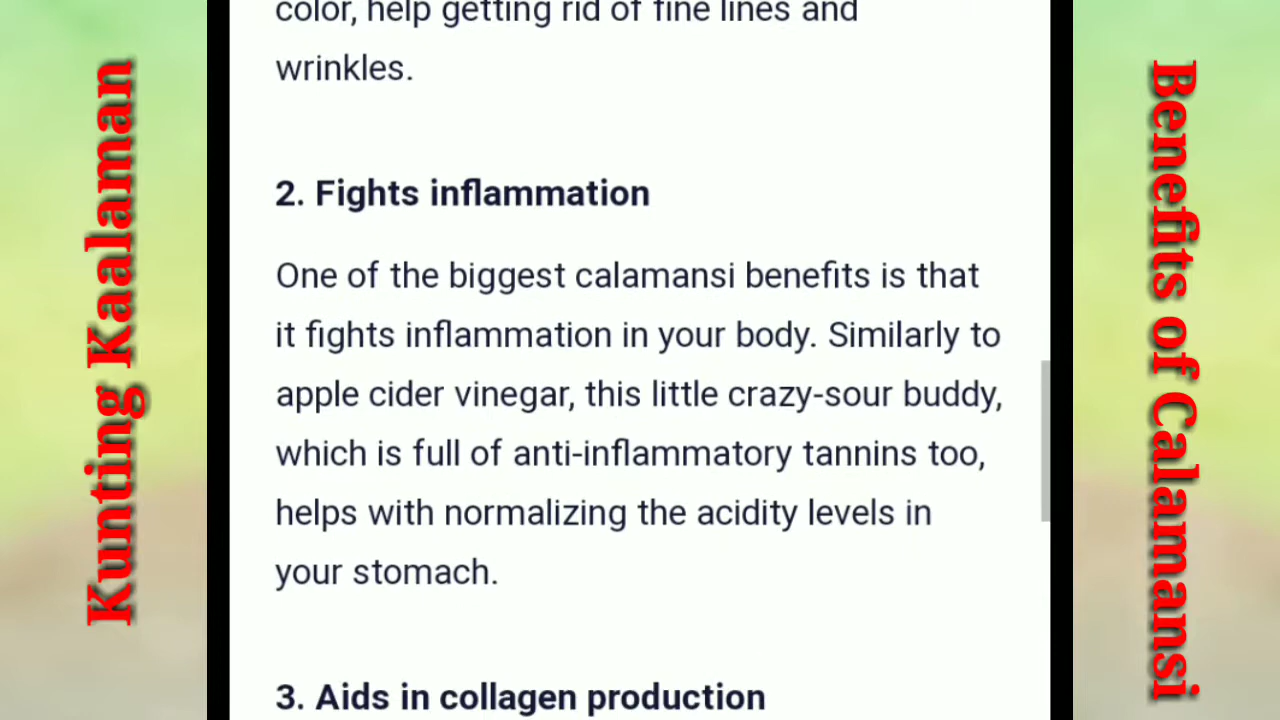 Kunting Kaalaman
color, help getting rid of fine lines and
wrinkles.
2. Fights inflammation
One of the biggest calamansi benefits is that
it fights inflammation in your body. Similarly to
apple cider vinegar, this little crazy-sour buddy,
which is full of anti-inflammatory tannins too,
helps with normalizing the acidity levels in
your stomach.
3. Aids in collagen production
Benefits of Calamansi